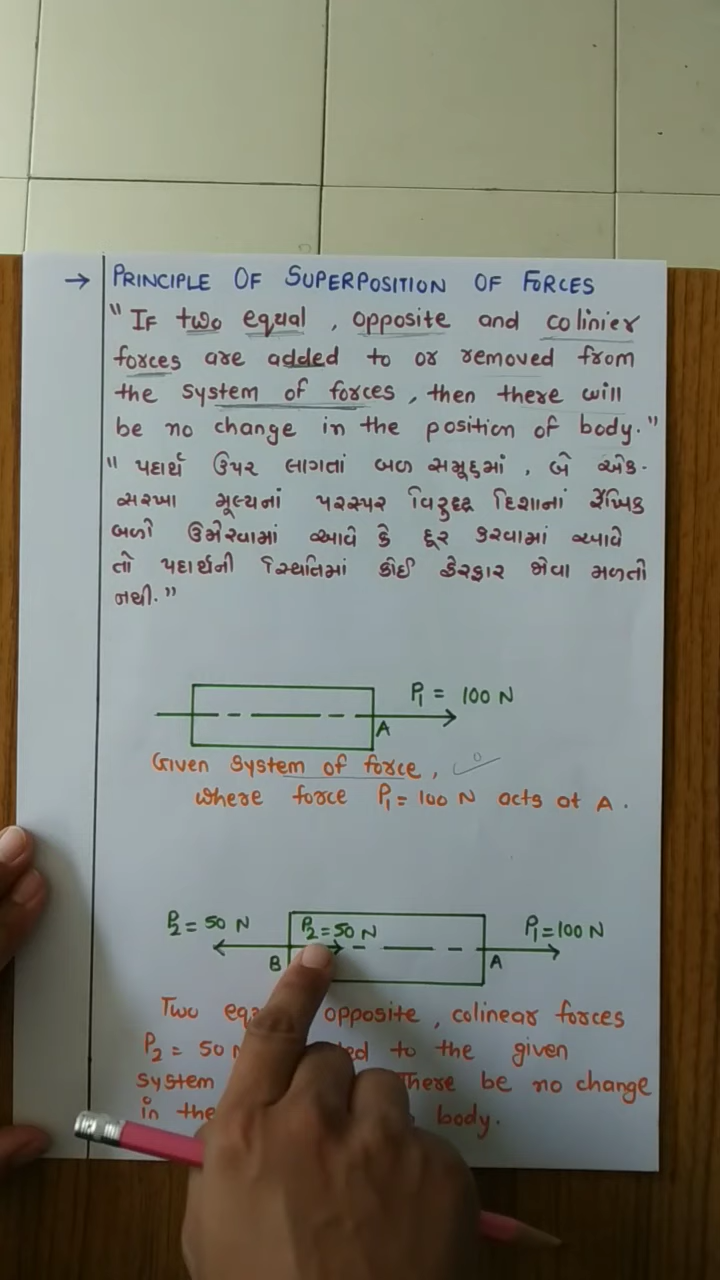 → PRINCIPLE OF SUPERPOSITION OF FORCES
"IF two equal, opposite and colinier
forces are added to or removed from
the system of forces, then there will
be no change in the position of body."
"પદાર્થ ઉપર લાગતાં બળ સમૂહમાં, બે એક-
સરખા મૂલ્યનાં પરસ્પર વિરુદ્ધ દિશાનાં રૈખિક
બળો ઉમેરવામાં આવે કે દૂર કરવામાં આવે
તો પદાર્થની સ્થિતિમાં કોઈ ફેરફાર જોવા મળતો
નથી."
P₁ = 100 N
A
Given system of force,
where force P₁ = 100 N acts at A.
P₂ = 50 N P₂ = 50 N P₁ = 100 N
B A
Two opposite, colinear forces
P₂ = 50 to the given
system There be no change
in the body.